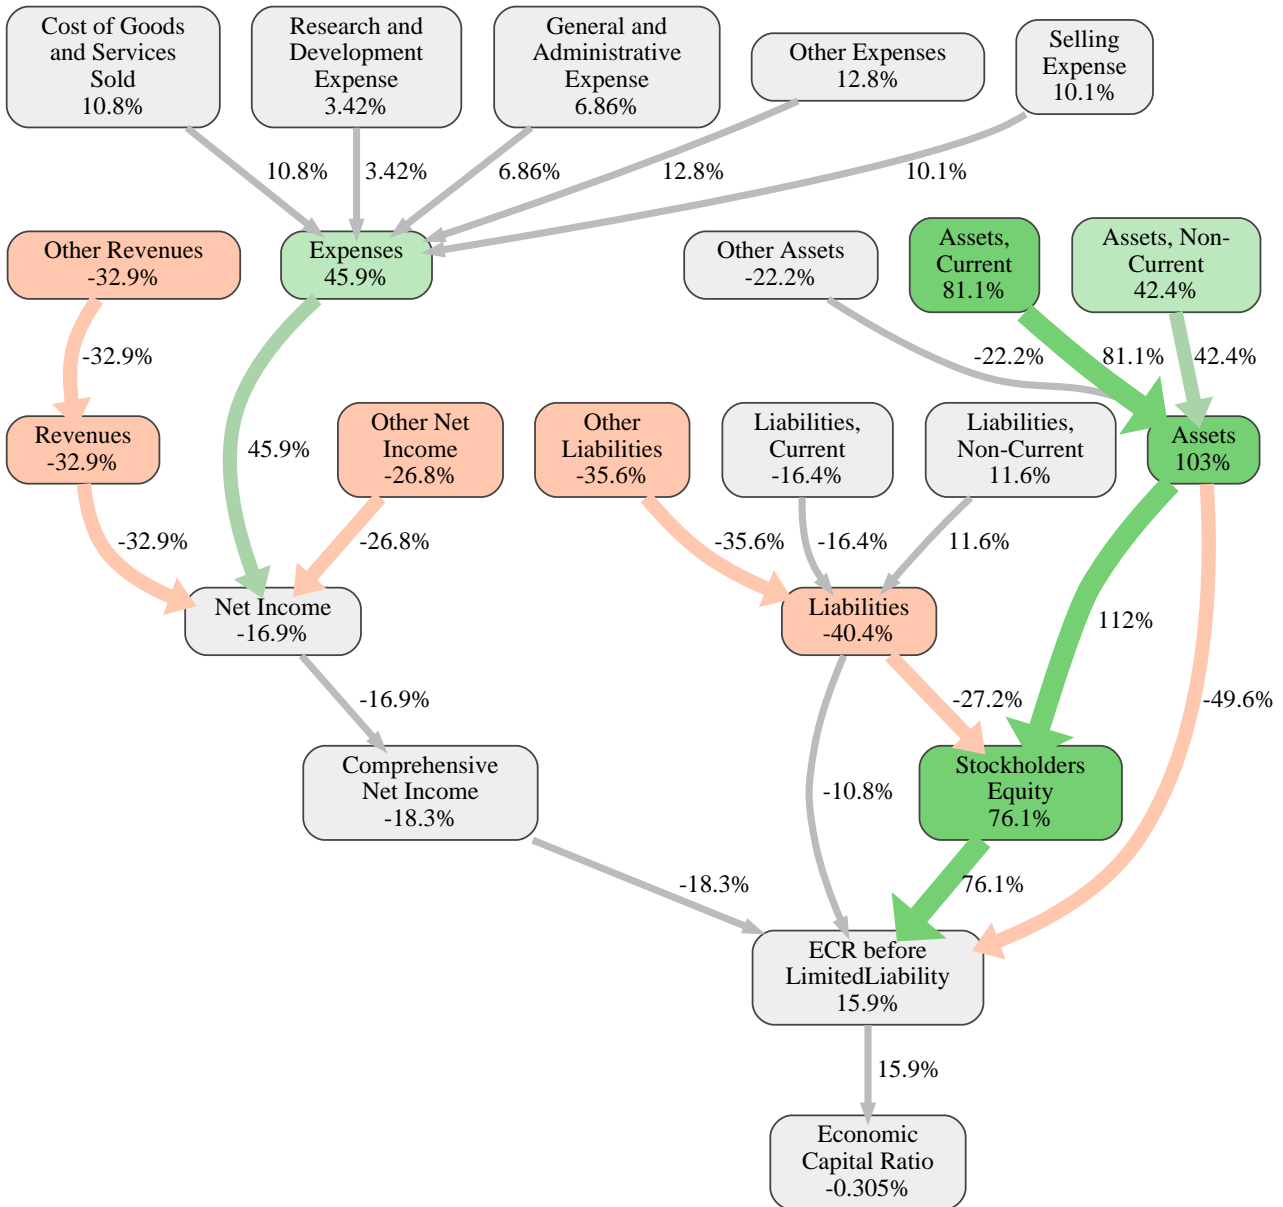 Cost of Goods
and Services
Sold
10.8%
Research and
Development
Expense
3.42%
General and
Administrative
Expense
6.86%
Other Expenses
12.8%
Selling
Expense
10.1%
10.8%
3.42%
6.86%
12.8%
10.1%
Other Revenues
-32.9%
Expenses
45.9%
Other Assets
-22.2%
Assets,
Current
81.1%
Assets, Non-
Current
42.4%
-32.9%
-22.2%
81.1%
42.4%
Revenues
-32.9%
45.9%
Other Net
Income
-26.8%
Other
Liabilities
-35.6%
Liabilities,
Current
-16.4%
Liabilities,
Non-Current
11.6%
Assets
103%
-32.9%
-26.8%
-35.6%
-16.4%
11.6%
Net Income
-16.9%
Liabilities
-40.4%
112%
-16.9%
-27.2%
-49.6%
Comprehensive
Net Income
-18.3%
-10.8%
Stockholders
Equity
76.1%
-18.3%
76.1%
ECR before
LimitedLiability
15.9%
15.9%
Economic
Capital Ratio
-0.305%